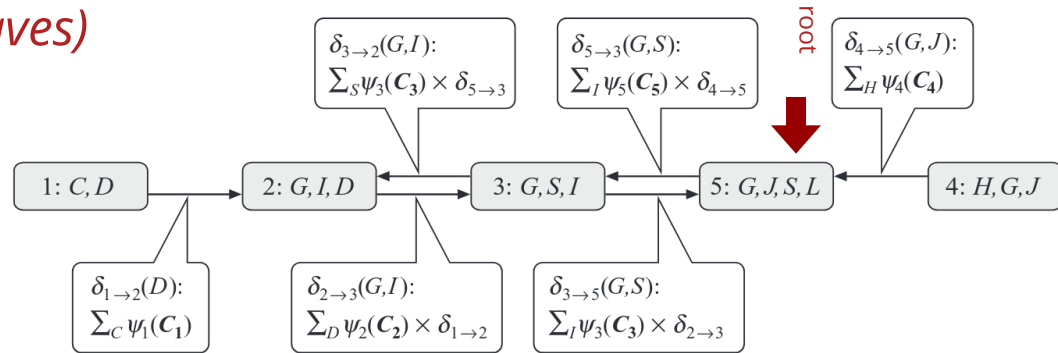 ves)
δ3→2(G,I):
∑S ψ3(C3) × δ5→3
δ5→3(G,S):
∑I ψ5(C5) × δ4→5
root
δ4→5(G,J):
∑H ψ4(C4)
1: C,D
2: G,I,D
3: G,S,I
5: G,J,S,L
4: H,G,J
δ1→2(D):
∑C ψ1(C1)
δ2→3(G,I):
∑D ψ2(C2) × δ1→2
δ3→5(G,S):
∑I ψ3(C3) × δ2→3